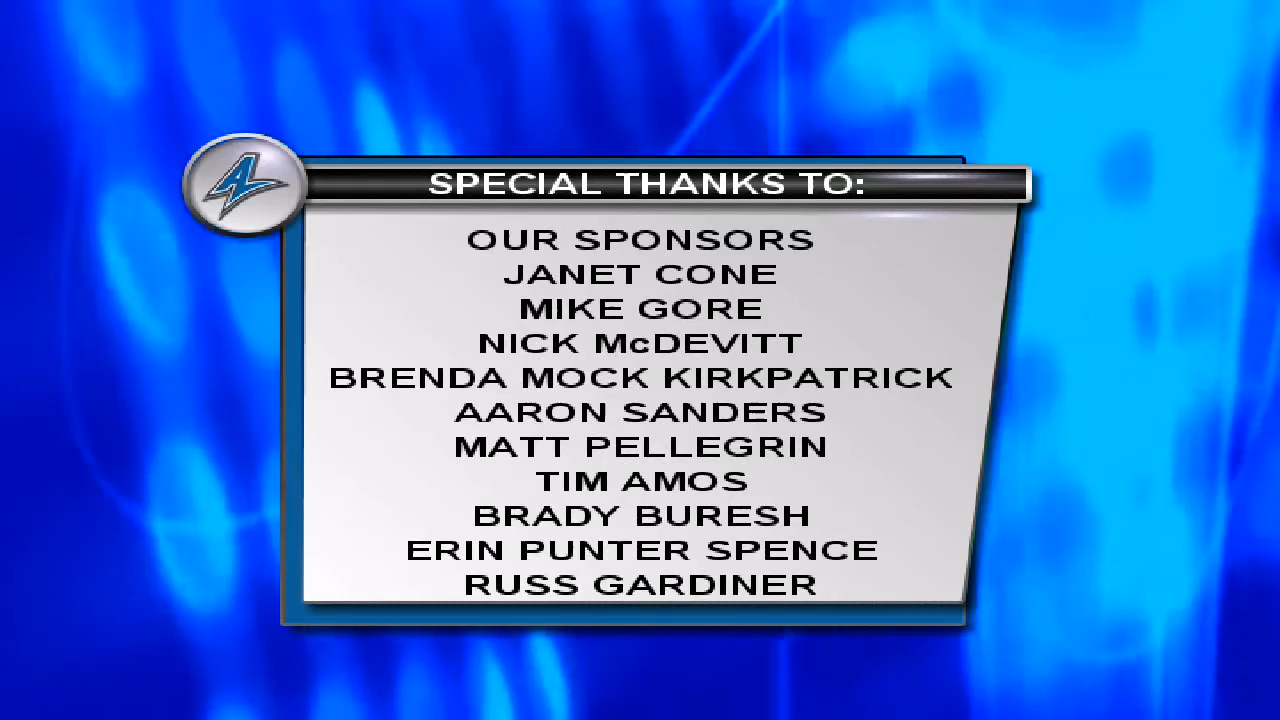 SPECIAL THANKS TO:
OUR SPONSORS
JANET CONE
MIKE GORE
NICK McDEVITT
BRENDA MOCK KIRKPATRICK
AARON SANDERS
MATT PELLEGRIN
TIM AMOS
BRADY BURESH
ERIN PUNTER SPENCE
RUSS GARDINER